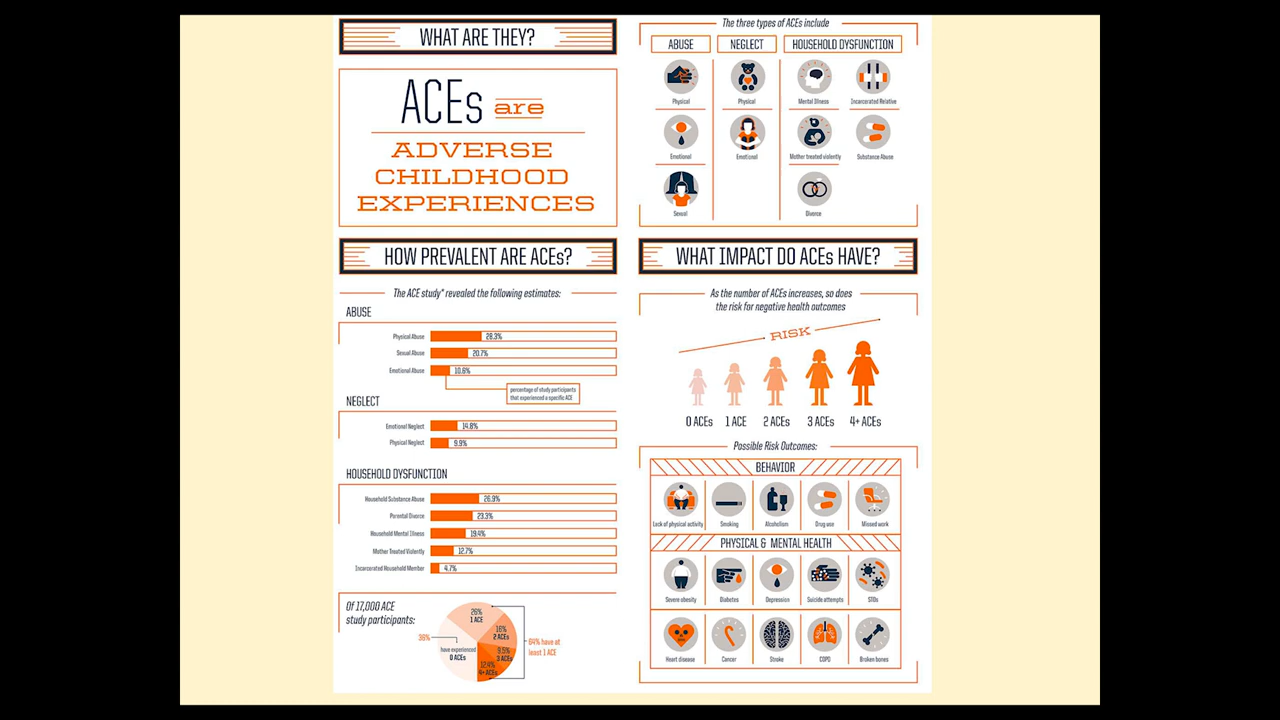 WHAT ARE THEY?
ACEs are
ADVERSE
CHILDHOOD
EXPERIENCES
The three types of ACEs include
ABUSE
NEGLECT
HOUSEHOLD DYSFUNCTION
Physical
Physical
Mental Illness
Incarcerated Relative
Emotional
Emotional
Mother treated violently
Substance Abuse
Sexual
Divorce
HOW PREVALENT ARE ACEs?
The ACE study* revealed the following estimates:
ABUSE
Physical Abuse 28.3%
Sexual Abuse 20.7%
Emotional Abuse 10.6%
percentage of study participants
that experienced a specific ACE
NEGLECT
Emotional Neglect 14.8%
Physical Neglect 9.9%
HOUSEHOLD DYSFUNCTION
Household Substance Abuse 26.9%
Parental Divorce 23.3%
Household Mental Illness 19.4%
Mother Treated Violently 12.7%
Incarcerated Household Member 4.7%
Of 17,000 ACE
study participants:
26%
1 ACE
16%
2 ACEs
9.5%
3 ACEs
12.4%
4+ ACEs
36%
have experienced
0 ACEs
64% have at
least 1 ACE
WHAT IMPACT DO ACEs HAVE?
As the number of ACEs increases, so does
the risk for negative health outcomes
RISK
0 ACEs
1 ACE
2 ACEs
3 ACEs
4+ ACEs
Possible Risk Outcomes:
BEHAVIOR
Lack of physical activity
Smoking
Alcoholism
Drug use
Missed work
PHYSICAL & MENTAL HEALTH
Severe obesity
Diabetes
Depression
Suicide attempts
STDs
Heart disease
Cancer
Stroke
COPD
Broken bones